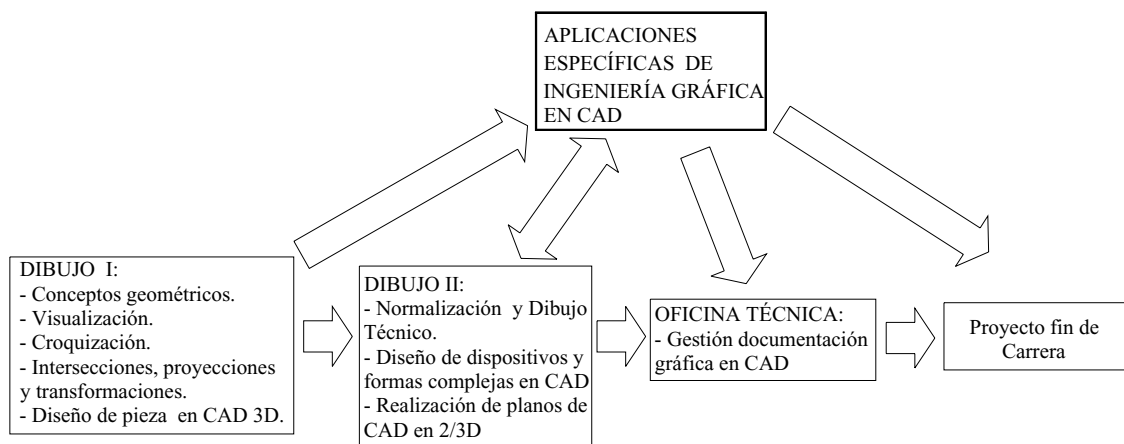 APLICACIONES
ESPECÍFICAS DE
INGENIERÍA GRÁFICA
EN CAD
DIBUJO I:
- Conceptos geométricos.
- Visualización.
- Croquización.
- Intersecciones, proyecciones
y transformaciones.
- Diseño de pieza en CAD 3D.
DIBUJO II:
- Normalización y Dibujo
Técnico.
- Diseño de dispositivos y
formas complejas en CAD
- Realización de planos de
CAD en 2/3D
OFICINA TÉCNICA:
- Gestión documentación
gráfica en CAD
Proyecto fin de
Carrera